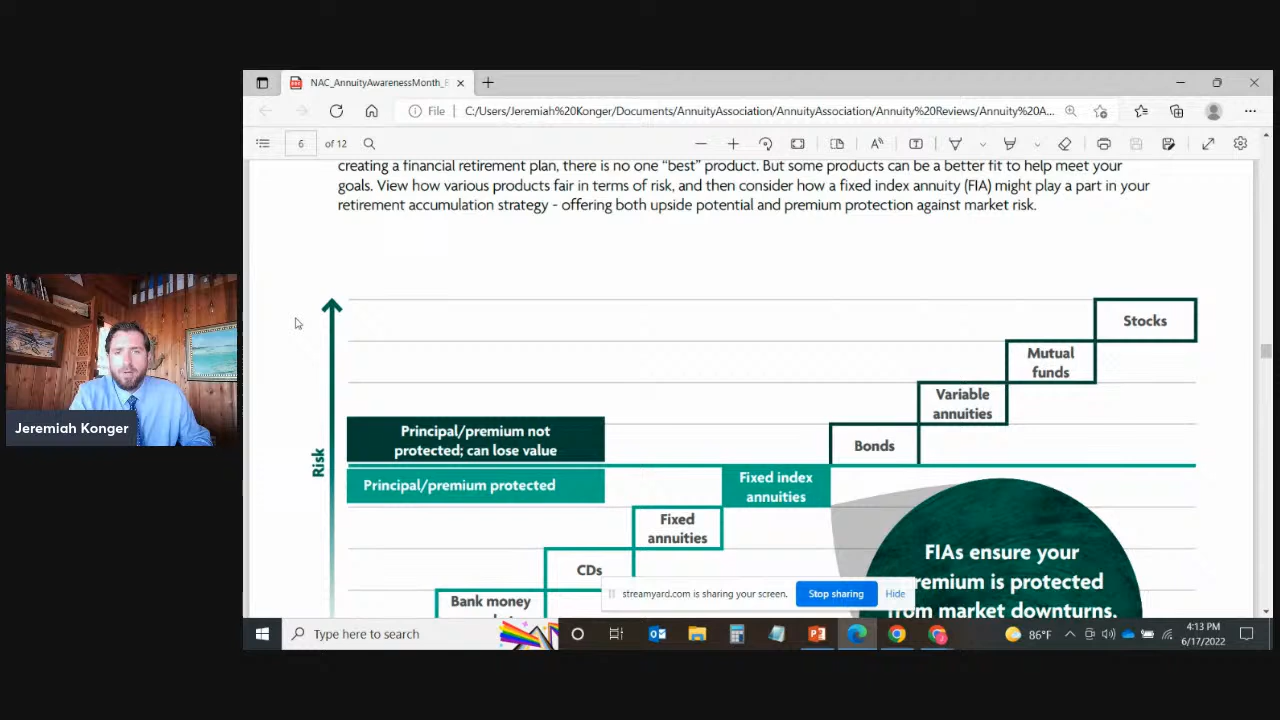 NAC_AnnuityAwarenessMonth_E
File
C:/Users/Jeremiah%20Konger/Documents/AnnuityAssociation/AnnuityAssociation/Annuity%20Reviews/Annuity%20A...
6 of 12
creating a financial retirement plan, there is no one “best” product. But some products can be a better fit to help meet your
goals. View how various products fair in terms of risk, and then consider how a fixed index annuity (FIA) might play a part in your
retirement accumulation strategy - offering both upside potential and premium protection against market risk.
Stocks
Mutual
funds
Variable
annuities
Bonds
Principal/premium not
protected; can lose value
Risk
Principal/premium protected
Fixed index
annuities
Fixed
annuities
CDs
Bank money
FIAs ensure your
premium is protected
from market downturns.
streamyard.com is sharing your screen.
Stop sharing
Hide
Jeremiah Konger
Type here to search
86°F
4:13 PM
6/17/2022